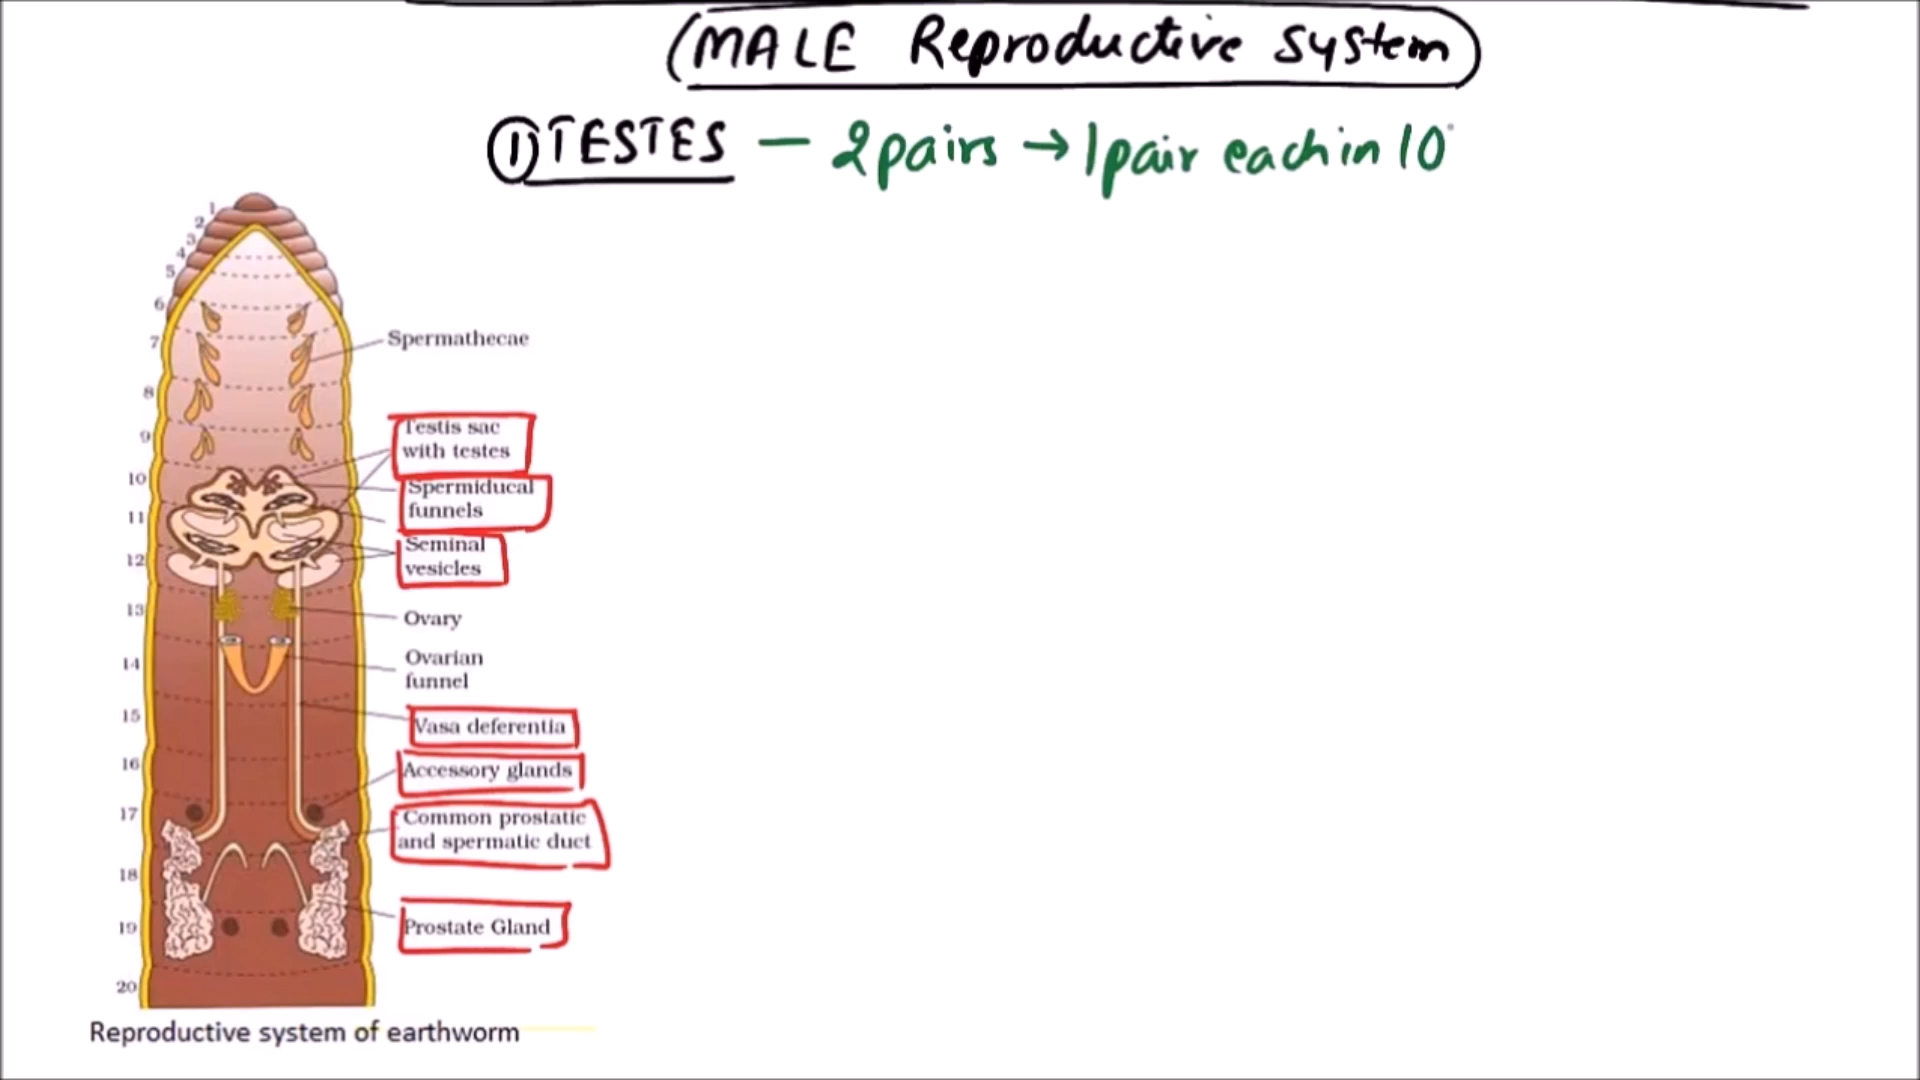 (MALE Reproductive system)
① TESTES — 2 pairs → 1 pair each in 10
1
2
3
4
5
6
7
Spermathecae
8
9
Testis sac
with testes
10
Spermiducal
funnels
11
Seminal
vesicles
12
13
Ovary
Ovarian
funnel
14
15
Vasa deferentia
16
Accessory glands
17
Common prostatic
and spermatic duct
18
19
Prostate Gland
20
Reproductive system of earthworm